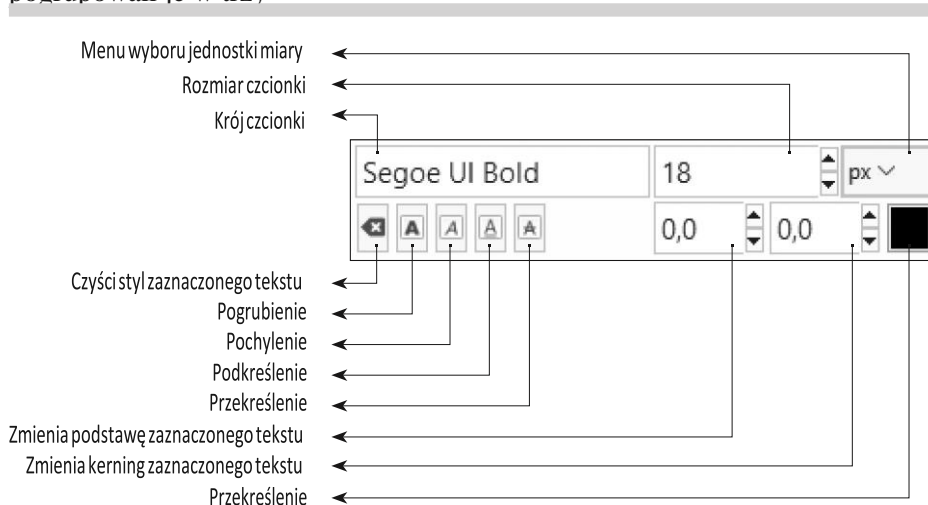 Menu wyboru jednostki miary
Rozmiar czcionki
Krój czcionki
Segoe UI Bold 18 px
A A A A 0,0 0,0
Czyści styl zaznaczonego tekstu
Pogrubienie
Pochylenie
Podkreślenie
Przekreślenie
Zmienia podstawę zaznaczonego tekstu
Zmienia kerning zaznaczonego tekstu
Przekreślenie